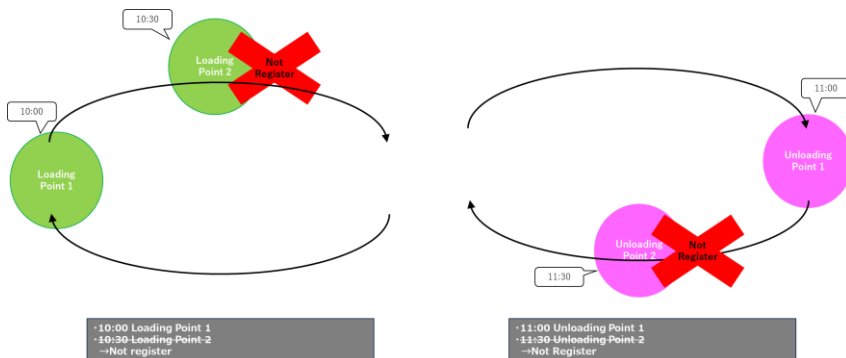 10:30
Loading
Point 2
Not
Register
10:00
Loading
Point 1
11:00
Unloading
Point 1
Unloading
Point 2
Not
Register
11:30
・10:00 Loading Point 1
・10:30 Loading Point 2
→Not register
・11:00 Unloading Point 1
・11:30 Unloading Point 2
→Not Register